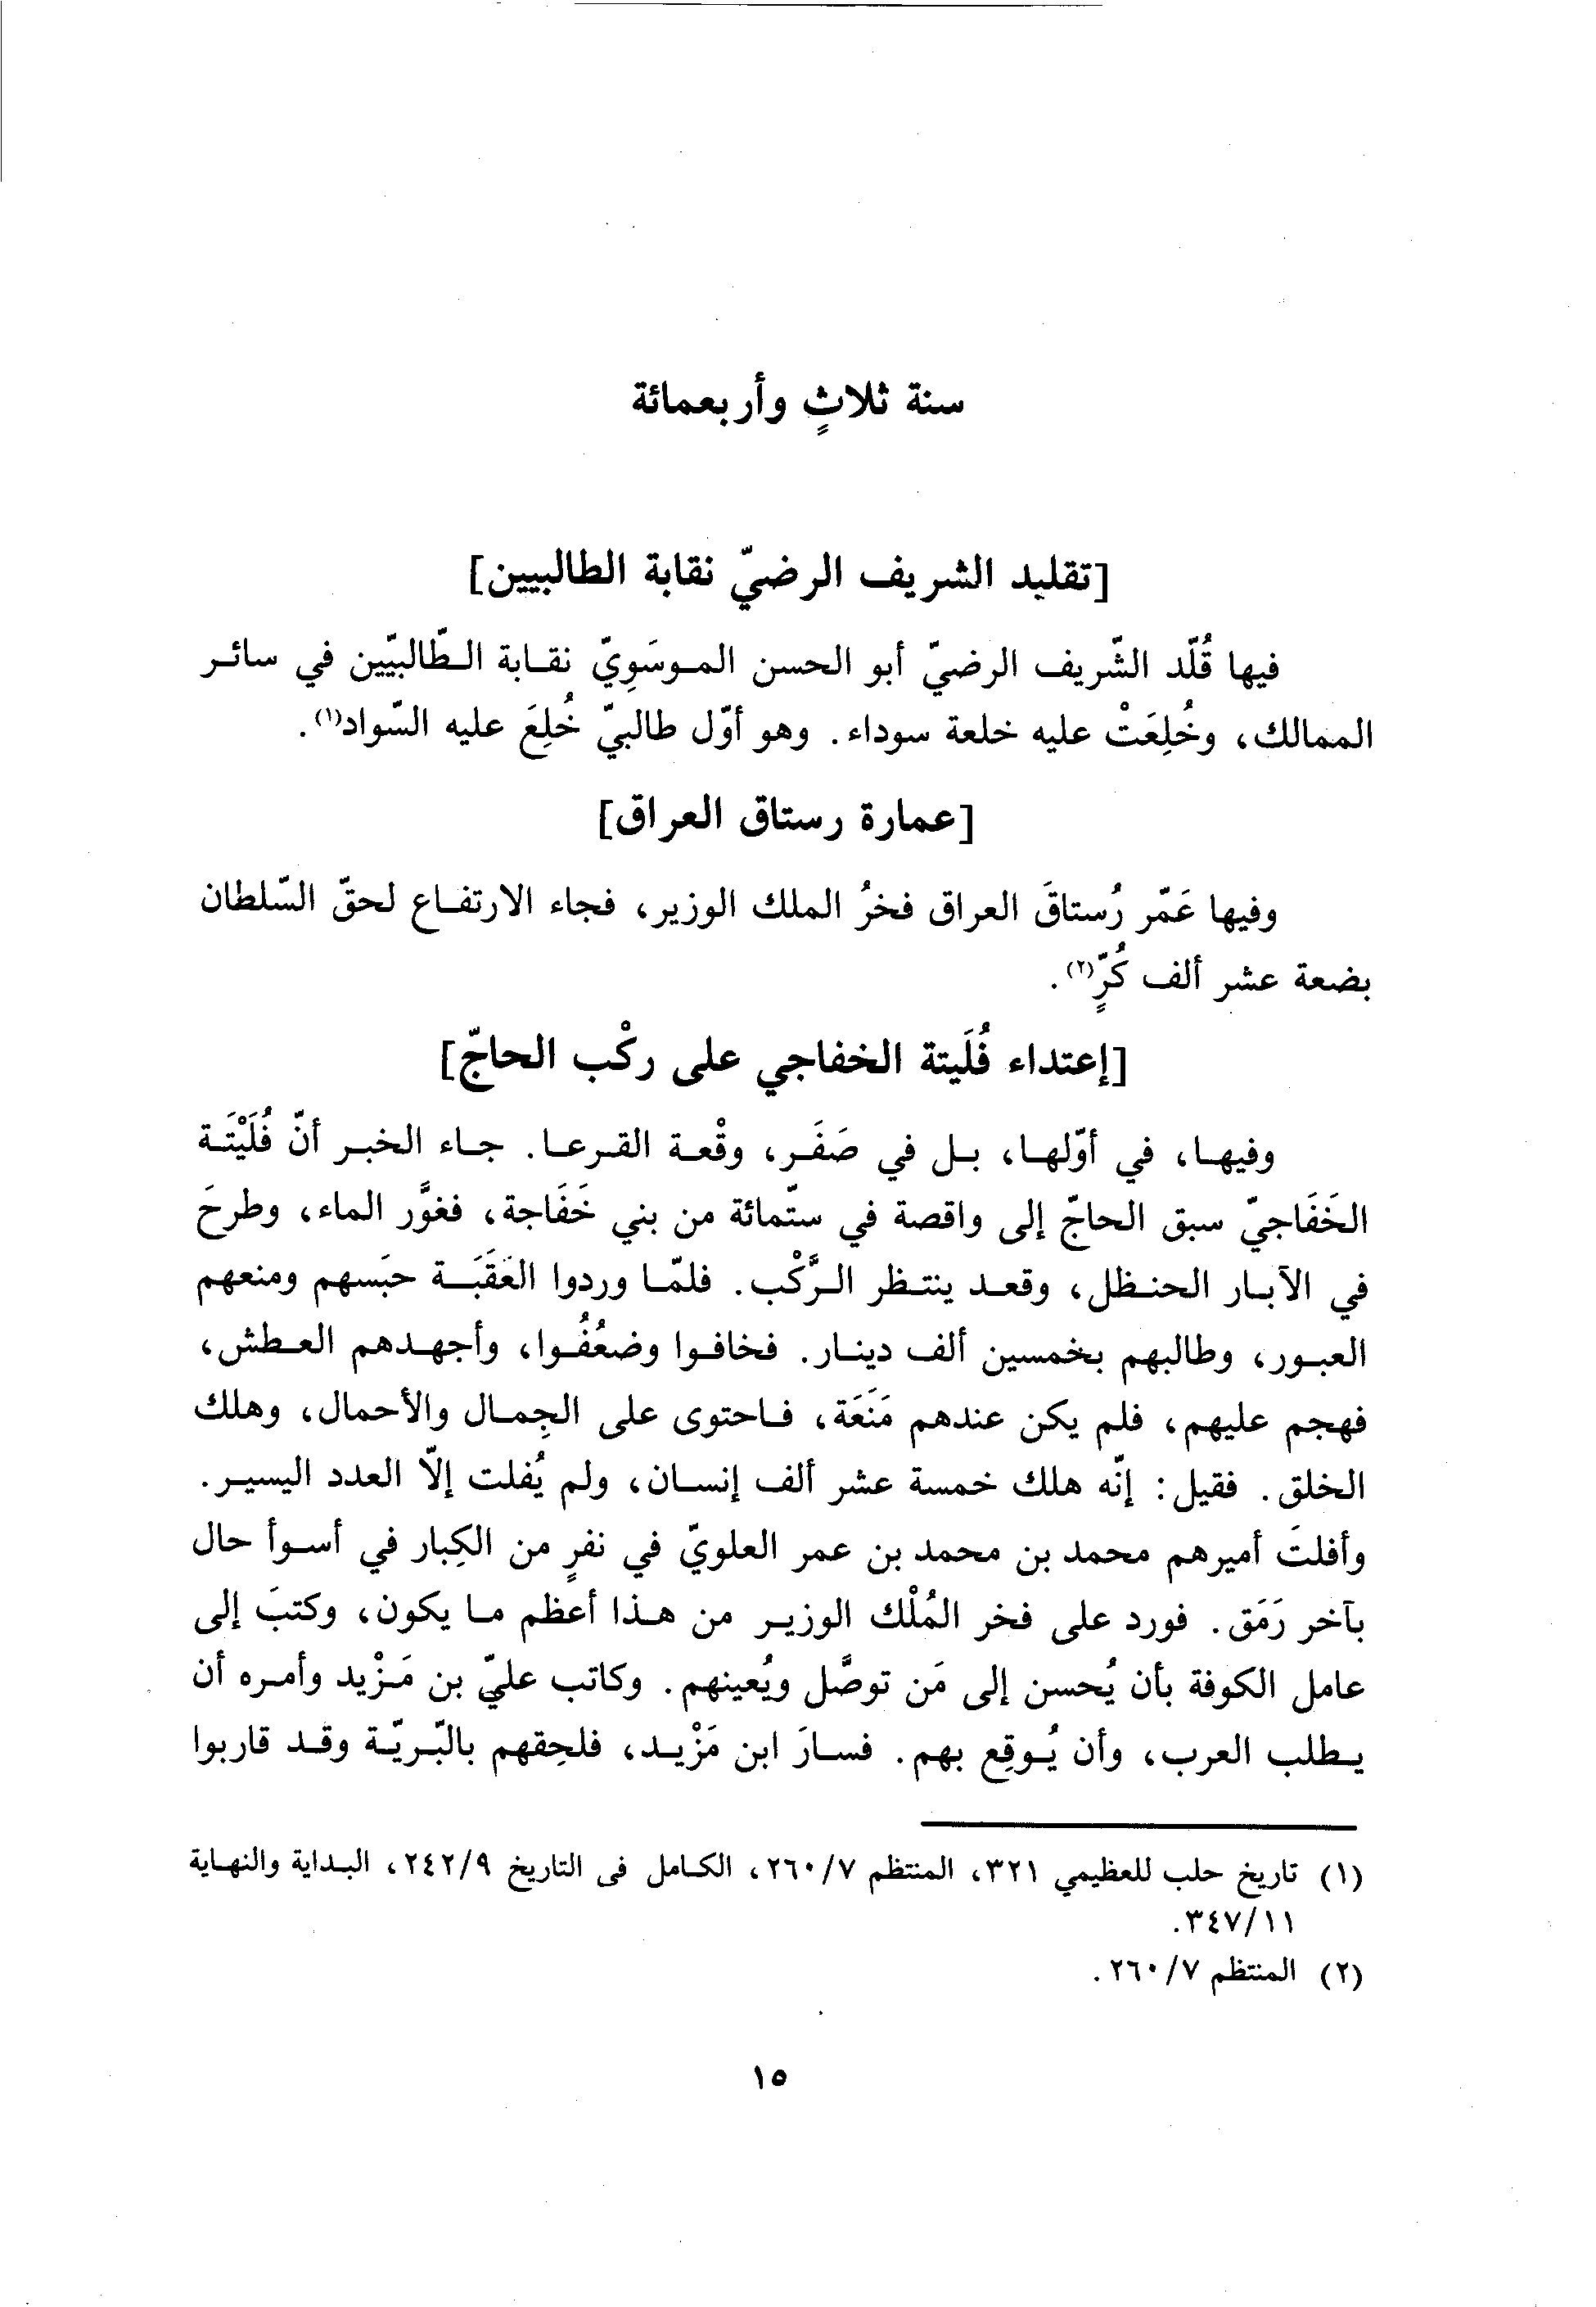 سنة ثلاثٍ وأربعمائة
[تقليد الشريف الرضيّ نقابة الطالبيين]
فيها قُلّد الشّريف الرضيّ أبو الحسن الموسَوِيّ نقابة الطّالبيّين في سائر
الممالك، وخُلِعَتْ عليه خلعة سوداء. وهو أوّل طالبيّ خُلِعَ عليه السّواد(١).
[عمارة رستاق العراق]
وفيها عَمّر رُستاقَ العراق فخرُ الملك الوزير، فجاء الارتفاع لحقّ السّلطان
بضعة عشر ألف كُرٍّ(٢).
[إعتداء فُلَيتة الخفاجي على ركْب الحاجّ]
وفيها، في أوّلها، بل في صَفَر، وقْعة القرعا. جاء الخبر أنّ فُلَيْتَة
الخَفَاجيّ سبق الحاجّ إلى واقصة في ستّمائة من بني خَفَاجة، فغوَّر الماء، وطرحَ
في الآبار الحنظل، وقعد ينتظر الرَّكْب. فلمّا وردوا العَقَبَة حبَسهم ومنعهم
العبور، وطالبهم بخمسين ألف دينار. فخافوا وضعُفُوا، وأجهدهم العطش،
فهجم عليهم، فلم يكن عندهم مَنَعَة، فاحتوى على الجِمال والأحمال، وهلك
الخلق. فقيل: إنّه هلك خمسة عشر ألف إنسان، ولم يُفلت إلّا العدد اليسير.
وأفلتَ أميرهم محمد بن محمد بن عمر العلويّ في نفرٍ من الكِبار في أسوأ حال
بآخر رَمَق. فورد على فخر المُلْك الوزير من هذا أعظم ما يكون، وكتبَ إلى
عامل الكوفة بأن يُحسن إلى مَن توصَّل ويُعينهم. وكاتب عليّ بن مَزْيد وأمره أن
يطلب العرب، وأن يُوقِع بهم. فسارَ ابن مَزْيد، فلحِقهم بالبّريّة وقد قاربوا
(١) تاريخ حلب للعظيمي ٣٢١، المنتظم ٢٦٠/٧، الكامل فى التاريخ ٢٤٢/٩، البداية والنهاية
٣٤٧/١١.
(٢) المنتظم ٢٦٠/٧.
١٥